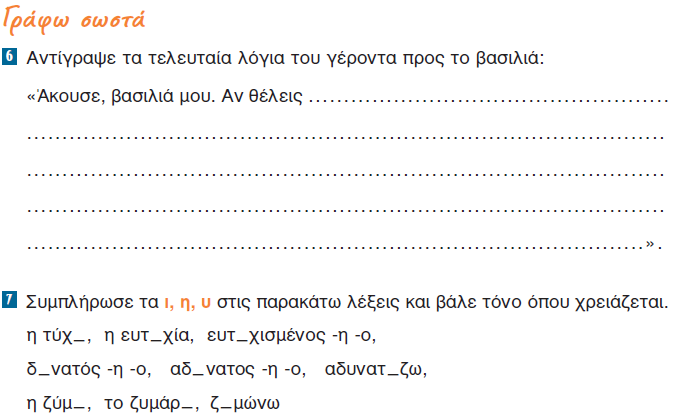 Γράφω σωστά
6 Αντίγραψε τα τελευταία λόγια του γέροντα προς το βασιλιά:
«Άκουσε, βασιλιά μου. Αν θέλεις ....................................................
..........................................................................................
..........................................................................................
..........................................................................................
.......................................................................................».
7 Συμπλήρωσε τα ι, η, υ στις παρακάτω λέξεις και βάλε τόνο όπου χρειάζεται.
η τύχ_, η ευτ_χία, ευτ_χισμένος -η -ο,
δ_νατός -η -ο, αδ_νατος -η -ο, αδυνατ_ζω,
η ζύμ_, το ζυμάρ_, ζ_μώνω